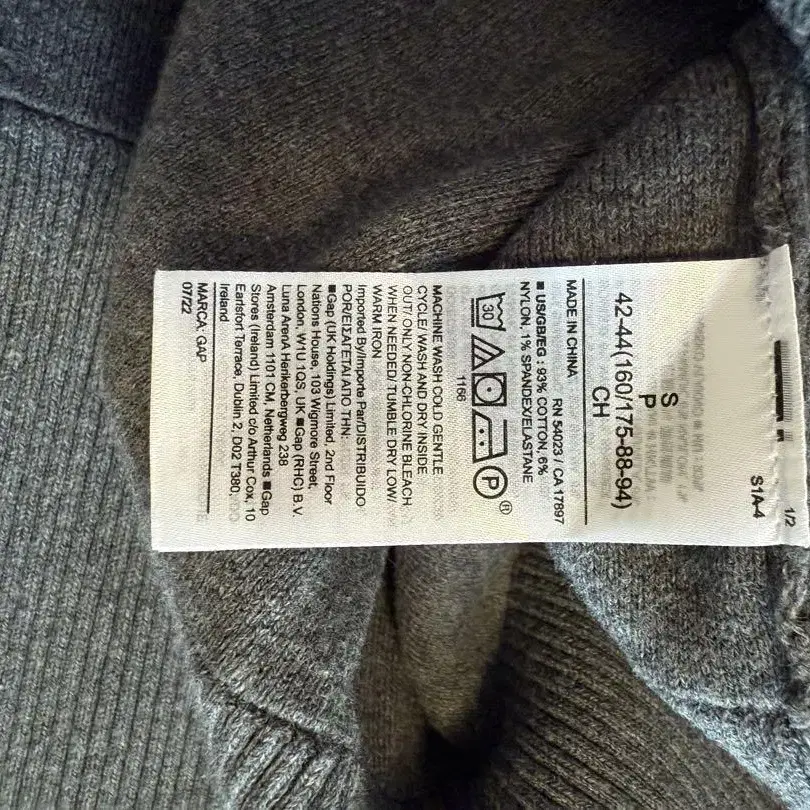 1/2
S1A-4
S
P
42-44(160/175-88-94)
CH
MADE IN CHINA
RN 54023 / CA 17897
■ US/GB/EG : 93% COTTON, 6%
NYLON, 1% SPANDEX/ELASTANE
30
P
®
1166
MACHINE WASH COLD GENTLE
CYCLE/ WASH AND DRY INSIDE
OUT/ ONLY NON-CHLORINE BLEACH
WHEN NEEDED/ TUMBLE DRY LOW/
WARM IRON
Imported By/Importe Par/DISTRIBUIDO
POR/ΕΙΣΑΓΕΤΑΙ ΑΠΟ ΤΗΝ:
■Gap (UK Holdings) Limited, 2nd Floor
Nations House, 103 Wigmore Street,
London, W1U 1QS, UK ■Gap (RHC) B.V.
Luna ArenA Herikerbergweg 238
Amsterdam 1101 CM, Netherlands ■Gap
Stores (Ireland) Limited c/o Arthur Cox, 10
Earlsfort Terrace, Dublin 2, D02 T380,
Ireland
MARCA: GAP
07/22